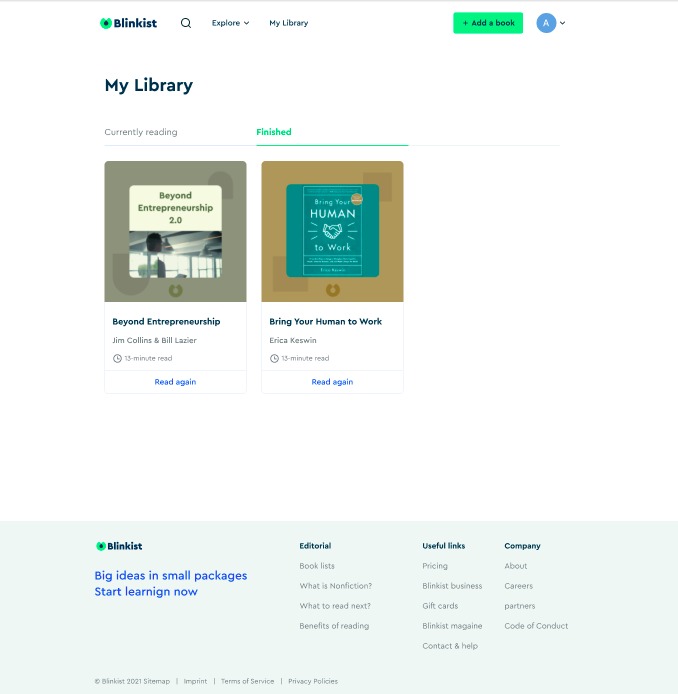 Blinkist
Explore
My Library
+ Add a book
A
My Library
Currently reading
Finished
Beyond
Entrepreneurship
2.0
Bring Your
HUMAN
to Work
Erica Keswin
Beyond Entrepreneurship
Jim Collins & Bill Lazier
13-minute read
Read again
Bring Your Human to Work
Erica Keswin
13-minute read
Read again
Blinkist
Big ideas in small packages
Start learnign now
Editorial
Book lists
What is Nonfiction?
What to read next?
Benefits of reading
Useful links
Pricing
Blinkist business
Gift cards
Blinkist magaine
Contact & help
Company
About
Careers
partners
Code of Conduct
© Blinkist 2021 Sitemap | Imprint | Terms of Service | Privacy Policies